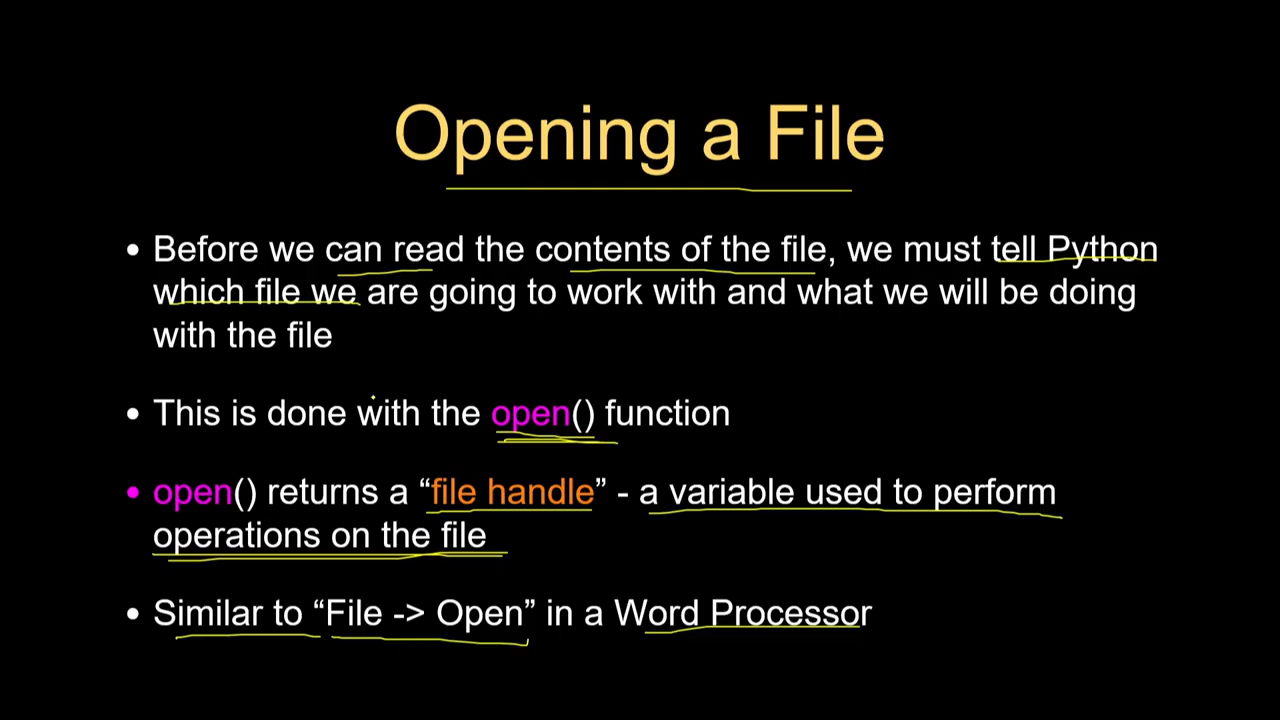 Opening a File
• Before we can read the contents of the file, we must tell Python
which file we are going to work with and what we will be doing
with the file
• This is done with the open() function
• open() returns a “file handle” - a variable used to perform
operations on the file
• Similar to “File -> Open” in a Word Processor